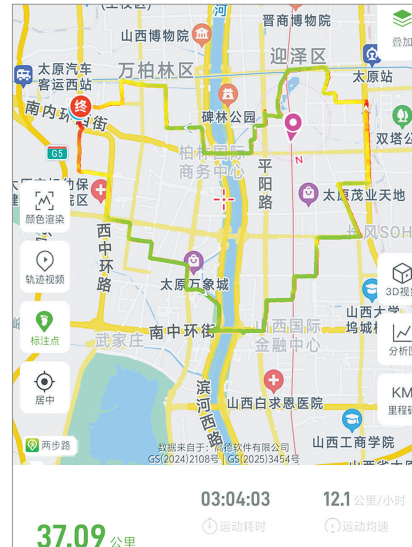 河
晋商博物院
山西博物院
迎泽区
叠加
太原汽车
客运西站
万柏林区
太原站
南内环街
终
碑林公园
双塔公
G5
柏林国际
商务中心
平阳路
N
颜色渲染
太原茂业天地
长风SOH
西中环路
轨迹视频
太原万象城
3D视
山西大学
坞城校
标注点
南中环街
武家庄
西国际
金融中心
分析
居中
滨河西路
山西白求恩医院
KM
里程碑
两步路
数据来自于：高德软件有限公司
GS(2024)2108号 | GS(2025)3454号
山西工商学院
03:04:03
12.1 公里/小时
37.09 公里
运动耗时
运动均速